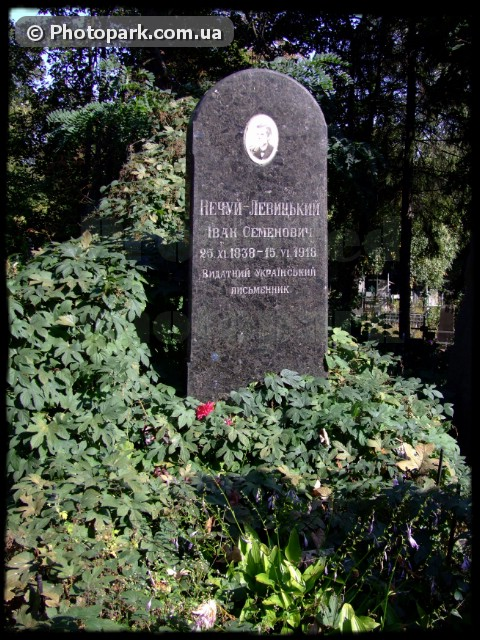 © Photopark.com.ua
Нечуй-Левицький
Іван Семенович
25.XI.1838-15.VI.1918
Видатний український
письменник